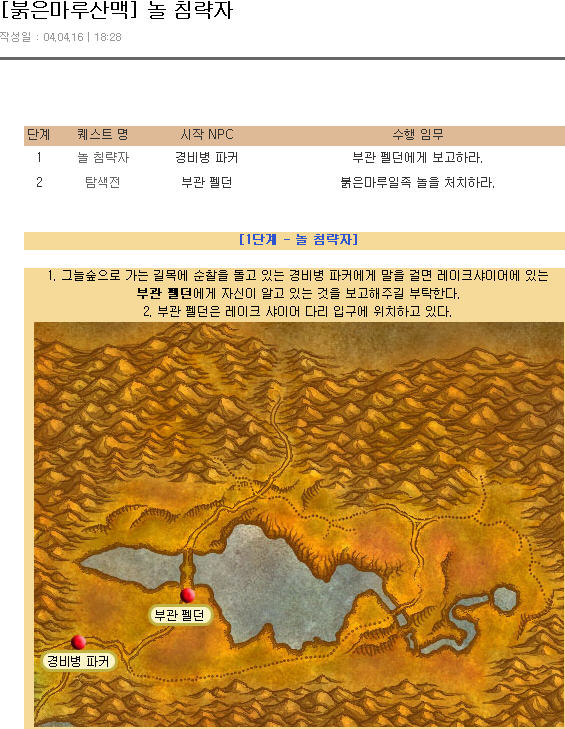 [붉은마루산맥] 놀 침략자
작성일 : 04.04.16 | 18:28
단계 퀘스트 명 시작 NPC 수행 임무
1 놀 침략자 경비병 파커 부관 펠던에게 보고하라.
2 탐색전 부관 펠던 붉은마루일족 놀을 처치하라.
[1단계 - 놀 침략자]
1. 그늘숲으로 가는 길목에 순찰을 돌고 있는 경비병 파커에게 말을 걸면 레이크샤이어에 있는
부관 펠던에게 자신이 알고 있는 것을 보고해주길 부탁한다.
2. 부관 펠던은 레이크 샤이어 다리 입구에 위치하고 있다.
부관 펠던
경비병 파커